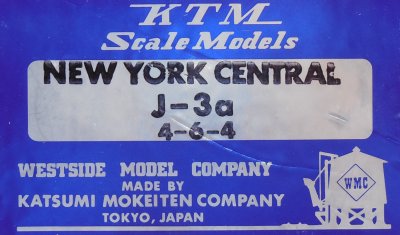 KTM
Scale Models
NEW YORK CENTRAL
J-3a
4-6-4
WESTSIDE MODEL COMPANY
MADE BY
KATSUMI MOKEITEN COMPANY
TOKYO, JAPAN
WMC